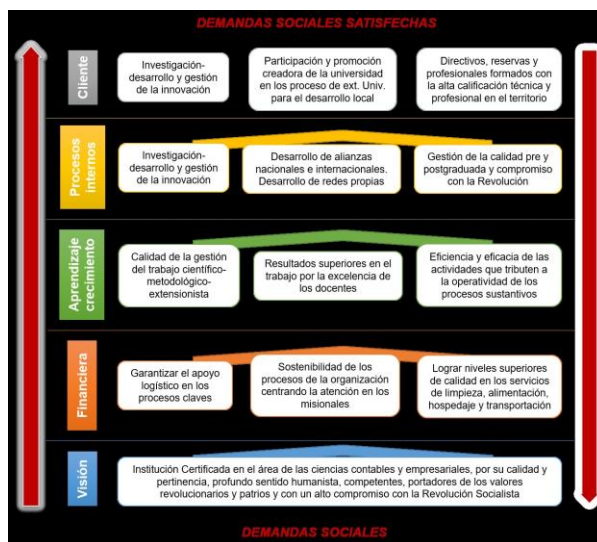 DEMANDAS SOCIALES SATISFECHAS
Cliente
Investigación-
desarrollo y gestión
de la innovación
Participación y promoción
creadora de la universidad
en los proceso de ext. Univ.
para el desarrollo local
Directivos, reservas y
profesionales formados con
la alta calificación técnica y
profesional en el territorio
Procesos
internos
Investigación-
desarrollo y gestión
de la innovación
Desarrollo de alianzas
nacionales e internacionales.
Desarrollo de redes propias
Gestión de la calidad pre y
postgraduada y compromiso
con la Revolución
Aprendizaje
crecimiento
Calidad de la gestión
del trabajo científico-
metodológico-
extensionista
Resultados superiores en el
trabajo por la excelencia de
los docentes
Eficiencia y eficacia de las
actividades que tributen a
la operatividad de los
procesos sustantivos
Financiera
Garantizar el apoyo
logístico en los
procesos claves
Sostenibilidad de los
procesos de la organización
centrando la atención en los
misionales
Lograr niveles superiores
de calidad en los servicios
de limpieza, alimentación,
hospedaje y transportación
Visión
Institución Certificada en el área de las ciencias contables y empresariales, por su calidad y
pertinencia, profundo sentido humanista, competentes, portadores de los valores
revolucionarios y patrios y con un alto compromiso con la Revolución Socialista
DEMANDAS SOCIALES